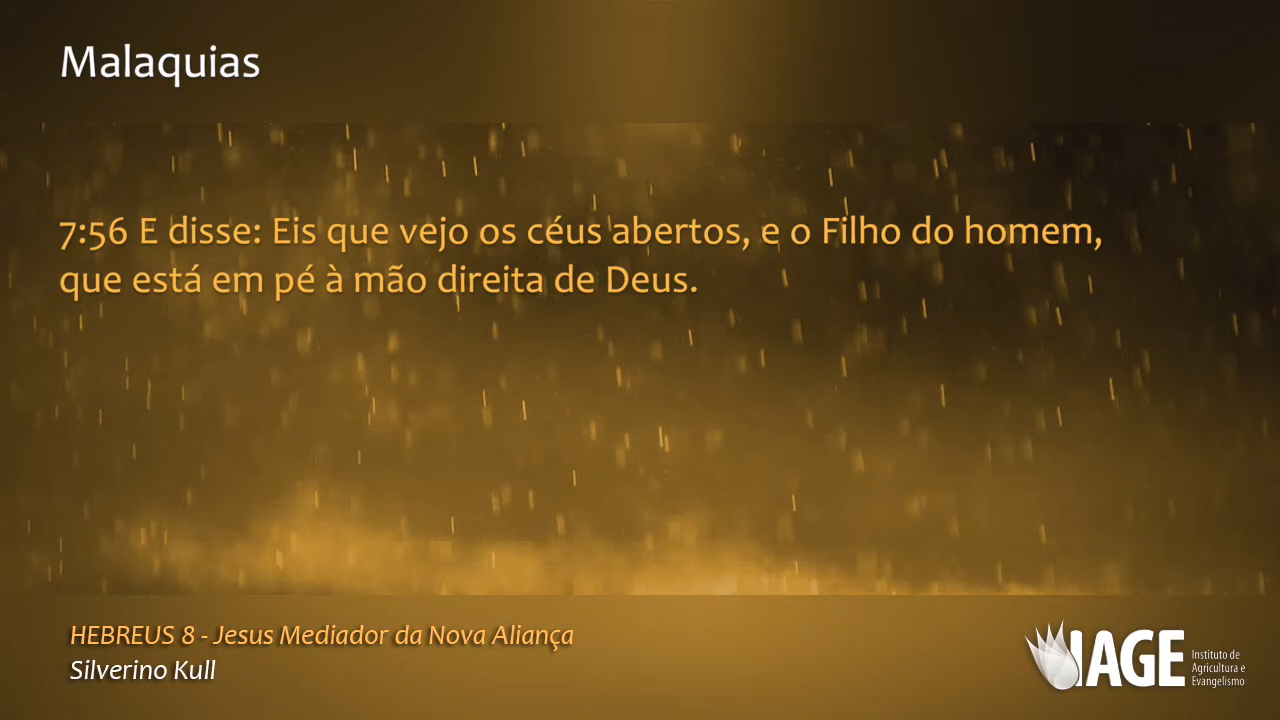 Malaquias
7:56 E disse: Eis que vejo os céus abertos, e o Filho do homem,
que está em pé à mão direita de Deus.
HEBREUS 8 - Jesus Mediador da Nova Aliança
Silverino Kull
IAGE
Instituto de
Agricultura e
Evangelismo